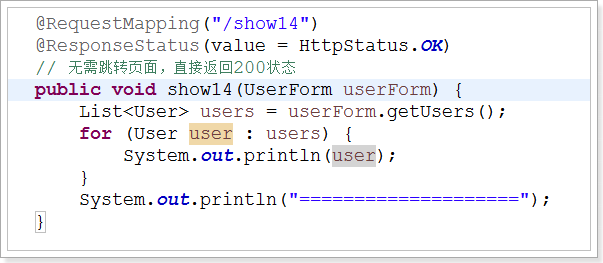 @RequestMapping("/show14")
@ResponseStatus(value = HttpStatus.OK)
// 无需跳转页面，直接返回200状态
public void show14(UserForm userForm) {
List<User> users = userForm.getUsers();
for (User user : users) {
System.out.println(user);
}
System.out.println("====================");
}